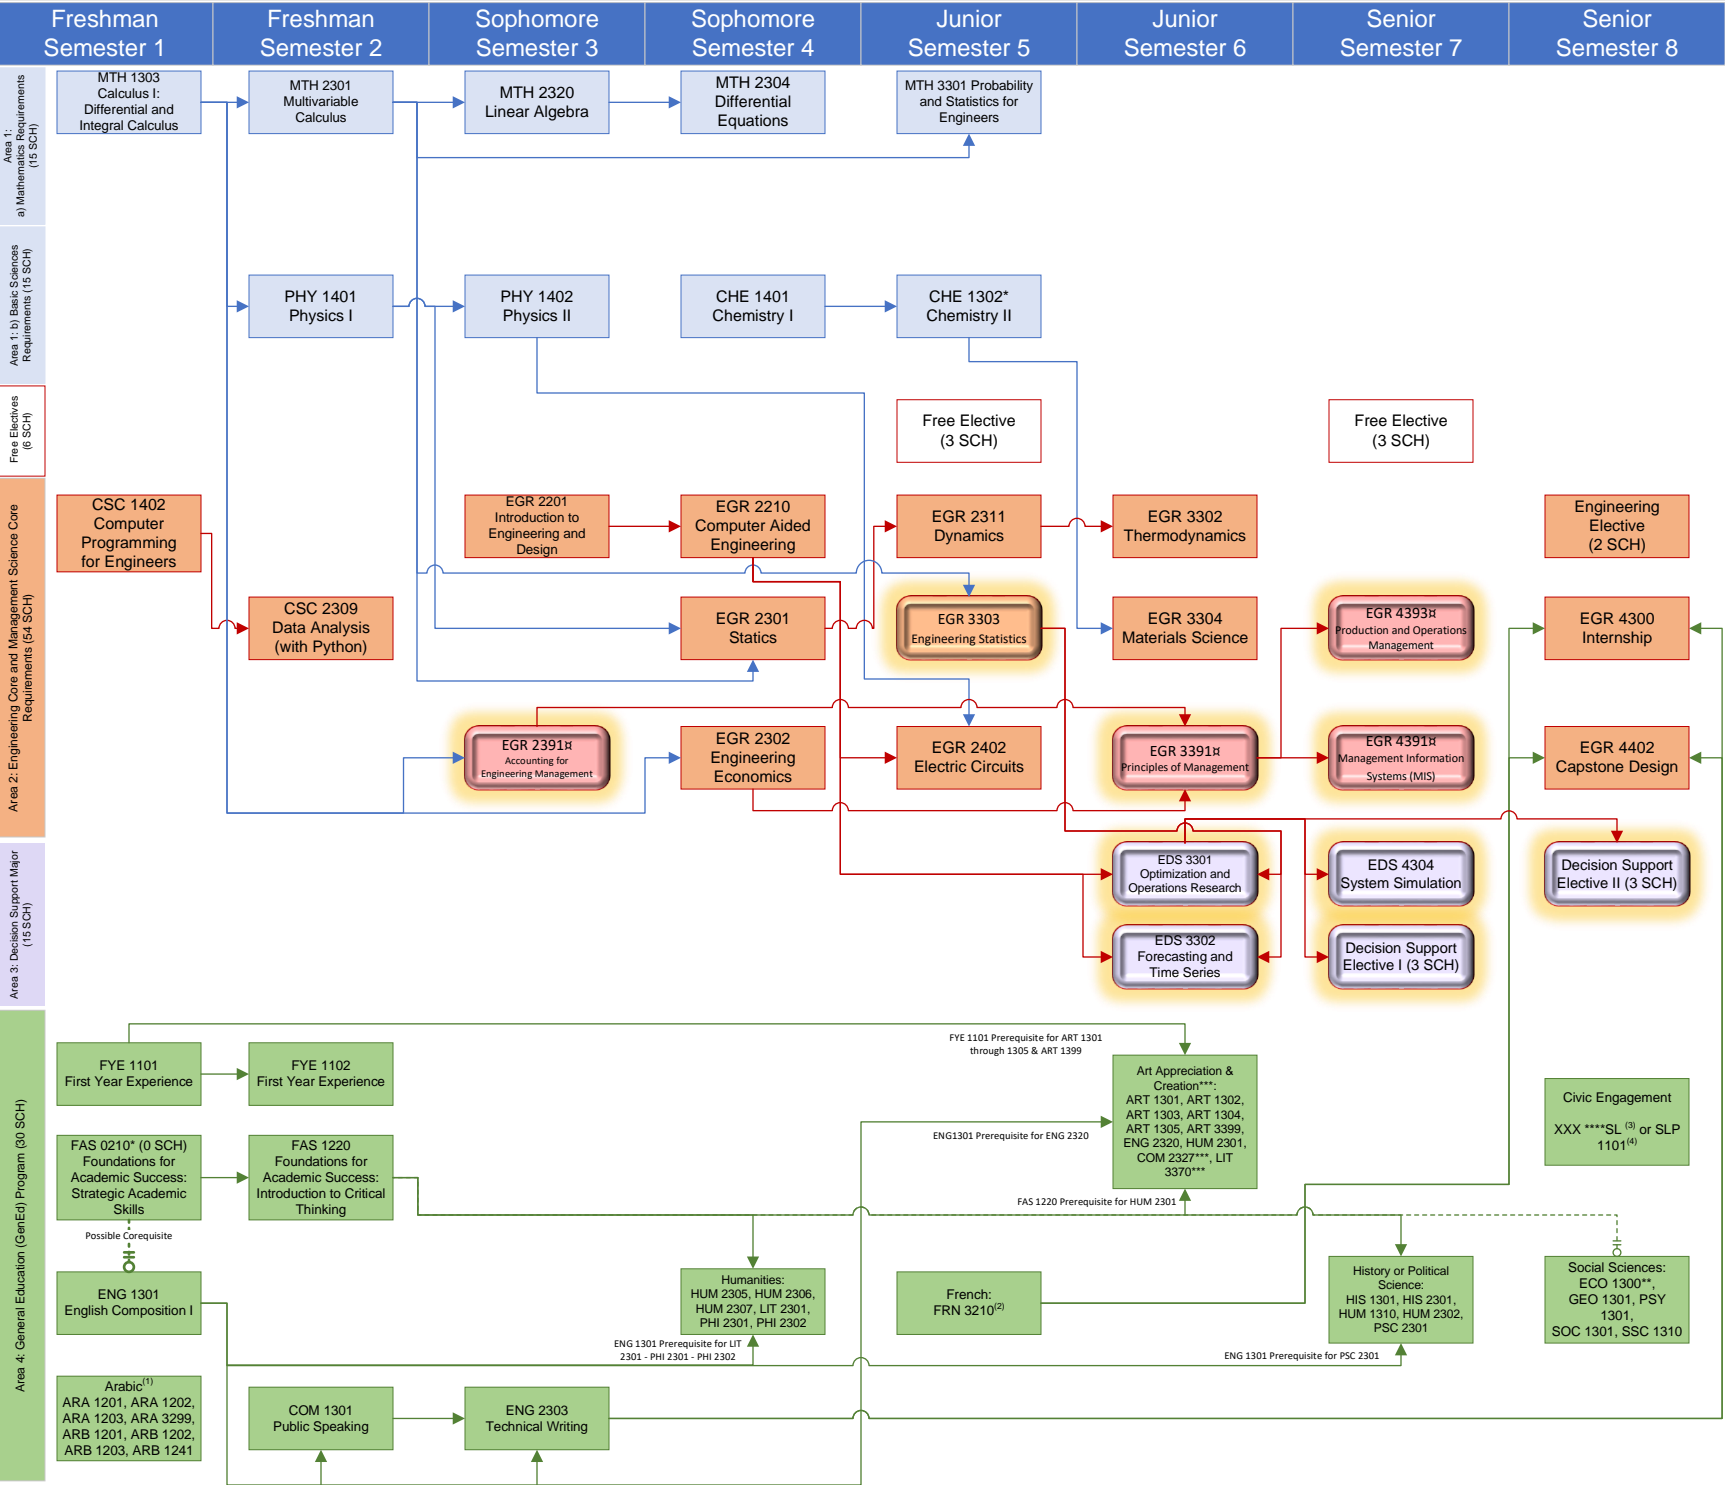 Freshman
Semester 1
Freshman
Semester 2
Sophomore
Semester 3
Sophomore
Semester 4
Junior
Semester 5
Junior
Semester 6
Senior
Semester 7
Senior
Semester 8
Area 1:
a) Mathematics Requirements
(15 SCH)
MTH 1303
Calculus I:
Differential and
Integral Calculus
MTH 2301
Multivariable
Calculus
MTH 2320
Linear Algebra
MTH 2304
Differential
Equations
MTH 3301 Probability
and Statistics for
Engineers
Area 1: b) Basic Sciences
Requirements (15 SCH)
PHY 1401
Physics I
PHY 1402
Physics II
CHE 1401
Chemistry I
CHE 1302*
Chemistry II
Free Electives
(6 SCH)
Free Elective
(3 SCH)
Free Elective
(3 SCH)
Area 2: Engineering Core and Management Science Core
Requirements (54 SCH)
CSC 1402
Computer
Programming
for Engineers
EGR 2201
Introduction to
Engineering and
Design
EGR 2210
Computer Aided
Engineering
EGR 2311
Dynamics
EGR 3302
Thermodynamics
Engineering
Elective
(2 SCH)
CSC 2309
Data Analysis
(with Python)
EGR 2301
Statics
EGR 3303
Engineering Statistics
EGR 3304
Materials Science
EGR 4393¤
Production and Operations
Management
EGR 4300
Internship
EGR 2391¤
Accounting for
Engineering Management
EGR 2302
Engineering
Economics
EGR 2402
Electric Circuits
EGR 3391¤
Principles of Management
EGR 4391¤
Management Information
Systems (MIS)
EGR 4402
Capstone Design
Area 3: Decision Support Major
(15 SCH)
EDS 3301
Optimization and
Operations Research
EDS 4304
System Simulation
Decision Support
Elective II (3 SCH)
EDS 3302
Forecasting and
Time Series
Decision Support
Elective I (3 SCH)
Area 4: General Education (GenEd) Program (30 SCH)
FYE 1101
First Year Experience
FYE 1102
First Year Experience
FYE 1101 Prerequisite for ART 1301
through 1305 & ART 1399
Art Appreciation &
Creation***:
ART 1301, ART 1302,
ART 1303, ART 1304,
ART 1305, ART 3399,
ENG 2320, HUM 2301,
COM 2327***, LIT
3370***
ENG1301 Prerequisite for ENG 2320
Civic Engagement
XXX ****SL (3) or SLP
1101(4)
FAS 0210* (0 SCH)
Foundations for
Academic Success:
Strategic Academic
Skills
FAS 1220
Foundations for
Academic Success:
Introduction to Critical
Thinking
FAS 1220 Prerequisite for HUM 2301
Possible Corequisite
ENG 1301
English Composition I
Humanities:
HUM 2305, HUM 2306,
HUM 2307, LIT 2301,
PHI 2301, PHI 2302
French:
FRN 3210(2)
History or Political
Science:
HIS 1301, HIS 2301,
HUM 1310, HUM 2302,
PSC 2301
Social Sciences:
ECO 1300**,
GEO 1301, PSY
1301,
SOC 1301, SSC 1310
ENG 1301 Prerequisite for LIT
2301 - PHI 2301 - PHI 2302
ENG 1301 Prerequisite for PSC 2301
Arabic(1)
ARA 1201, ARA 1202,
ARA 1203, ARA 3299,
ARB 1201, ARB 1202,
ARB 1203, ARB 1241
COM 1301
Public Speaking
ENG 2303
Technical Writing